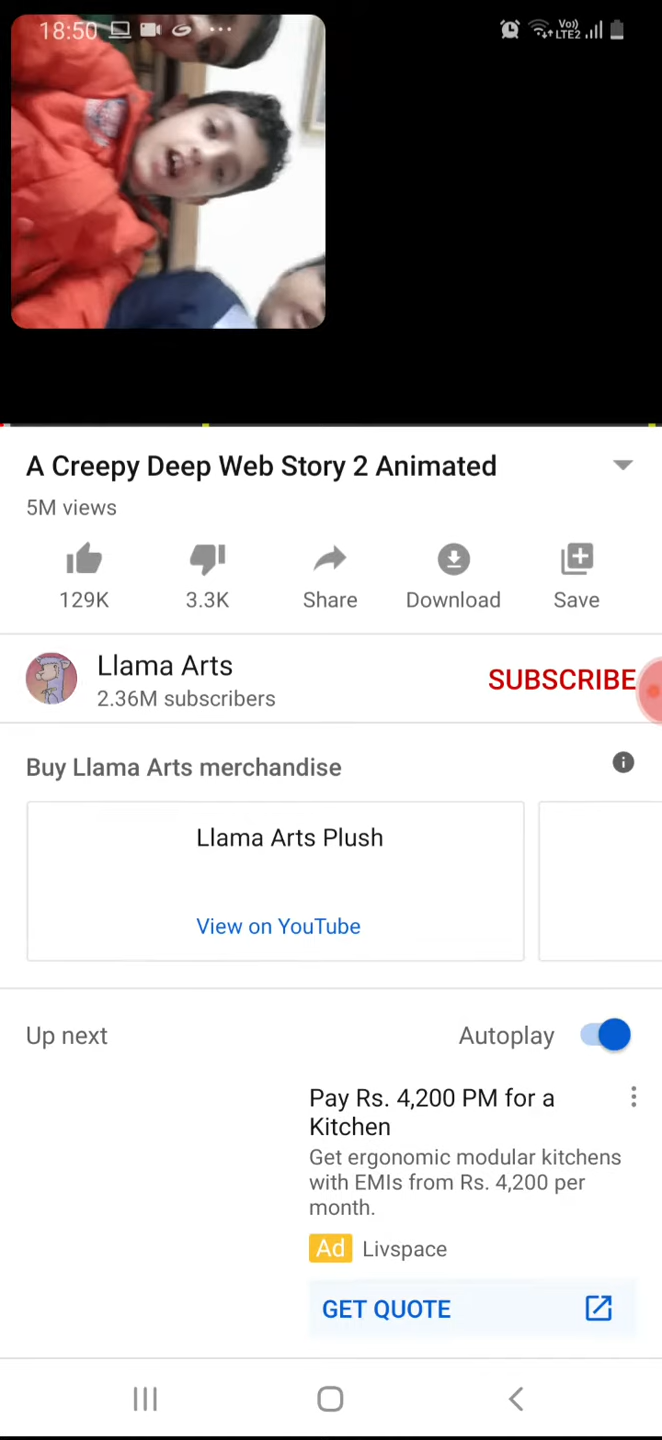 18:50
Vo))
LTE2
A Creepy Deep Web Story 2 Animated
5M views
129K
3.3K
Share
Download
Save
Llama Arts
2.36M subscribers
SUBSCRIBE
Buy Llama Arts merchandise
Llama Arts Plush
View on YouTube
Up next
Autoplay
Pay Rs. 4,200 PM for a
Kitchen
Get ergonomic modular kitchens
with EMIs from Rs. 4,200 per
month.
Ad Livspace
GET QUOTE